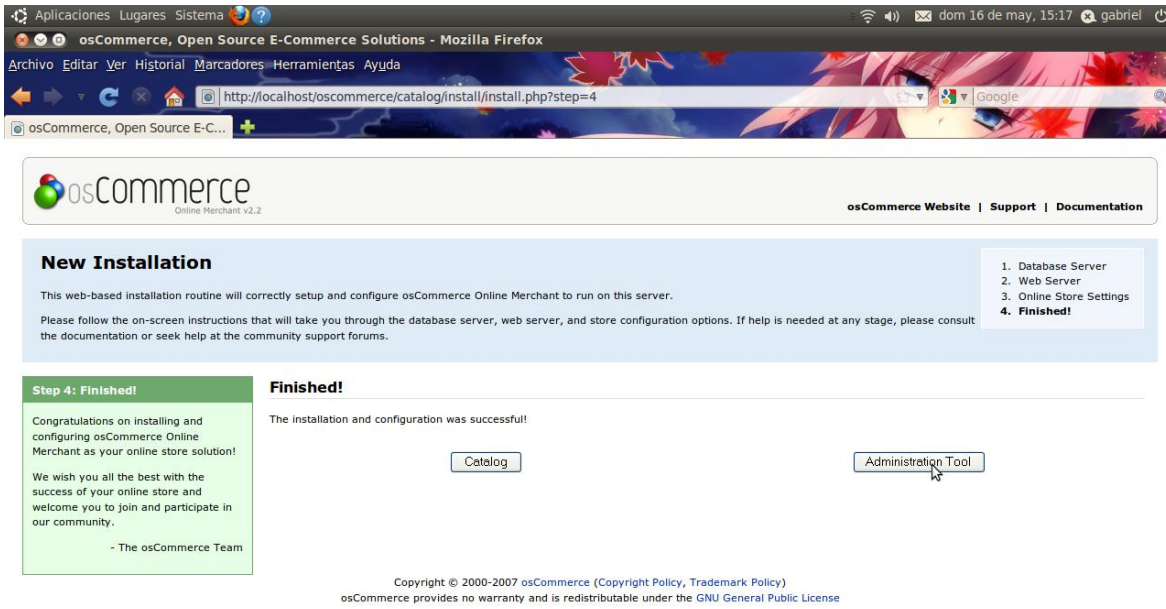 Aplicaciones Lugares Sistema dom 16 de may, 15:17 gabriel
osCommerce, Open Source E-Commerce Solutions - Mozilla Firefox
Archivo Editar Ver Historial Marcadores Herramientas Ayuda
http://localhost/oscommerce/catalog/install/install.php?step=4 Google
osCommerce, Open Source E-C...
osCommerce
Online Merchant v2.2
osCommerce Website | Support | Documentation
New Installation
This web-based installation routine will correctly setup and configure osCommerce Online Merchant to run on this server.
Please follow the on-screen instructions that will take you through the database server, web server, and store configuration options. If help is needed at any stage, please consult
the documentation or seek help at the community support forums.
1. Database Server
2. Web Server
3. Online Store Settings
4. Finished!
Step 4: Finished!
Congratulations on installing and
configuring osCommerce Online
Merchant as your online store solution!
We wish you all the best with the
success of your online store and
welcome you to join and participate in
our community.
- The osCommerce Team
Finished!
The installation and configuration was successful!
Catalog
Administration Tool
Copyright © 2000-2007 osCommerce (Copyright Policy, Trademark Policy)
osCommerce provides no warranty and is redistributable under the GNU General Public License